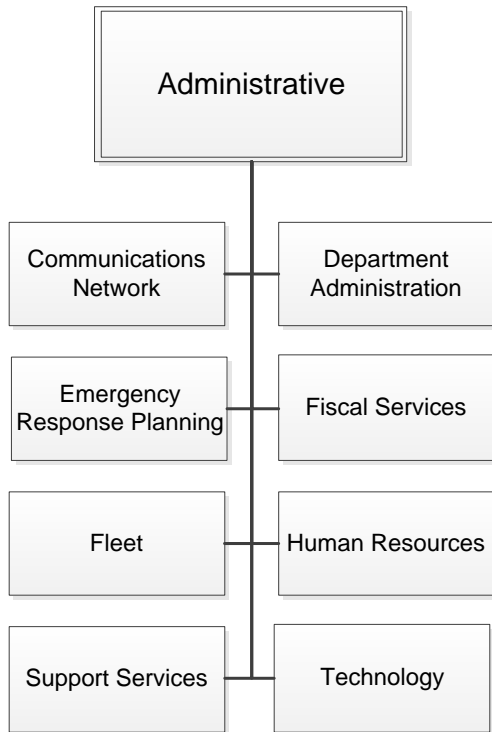 Administrative
Communications
Network
Department
Administration
Emergency
Response Planning
Fiscal Services
Fleet
Human Resources
Support Services
Technology